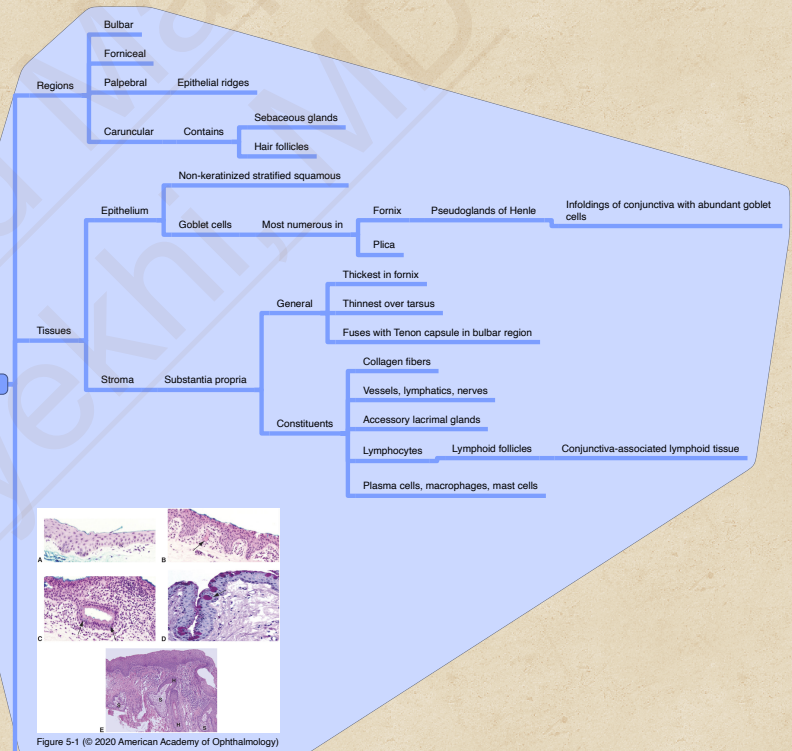 Bulbar
Forniceal
Regions
Palpebral
Epithelial ridges
Caruncular
Contains
Sebaceous glands
Hair follicles
Non-keratinized stratified squamous
Epithelium
Goblet cells
Most numerous in
Fornix
Pseudoglands of Henle
Infoldings of conjunctiva with abundant goblet
cells
Plica
Thickest in fornix
General
Thinnest over tarsus
Fuses with Tenon capsule in bulbar region
Tissues
Stroma
Substantia propria
Collagen fibers
Vessels, lymphatics, nerves
Accessory lacrimal glands
Constituents
Lymphocytes
Lymphoid follicles
Conjunctiva-associated lymphoid tissue
Plasma cells, macrophages, mast cells
A
B
C
D
H
S
S
H
S
E
Figure 5-1 (© 2020 American Academy of Ophthalmology)